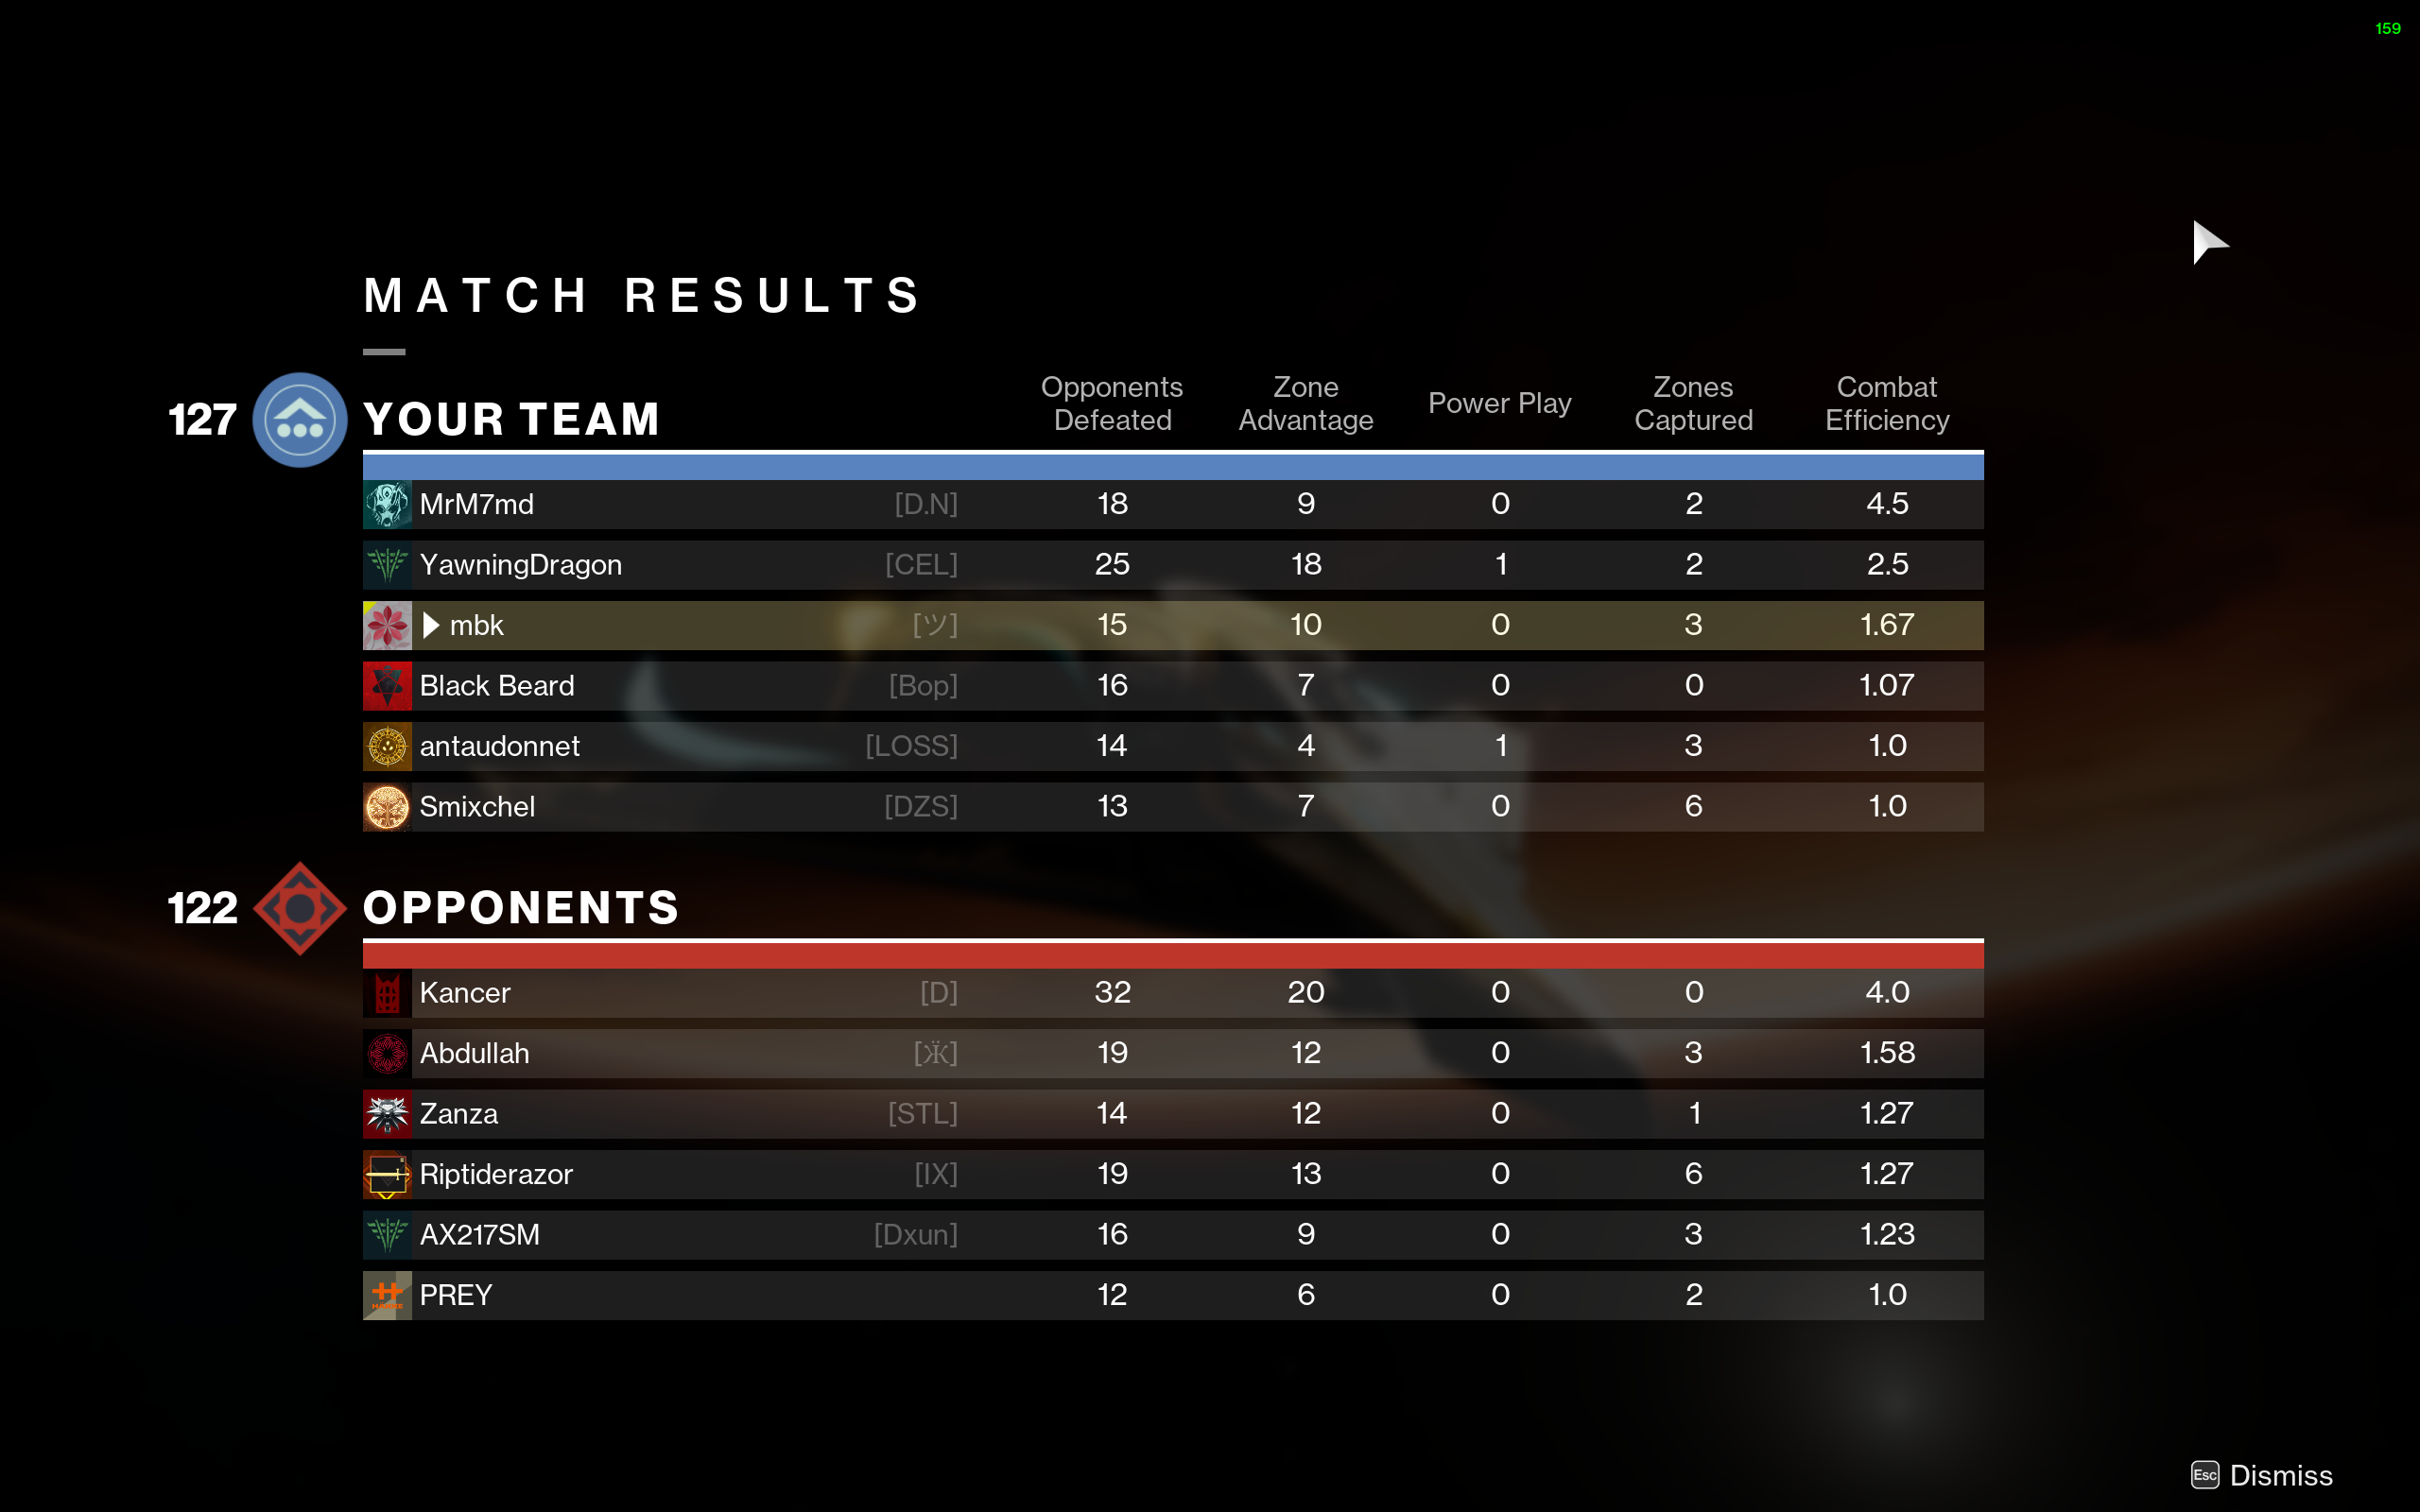 159
MATCH RESULTS
127 YOUR TEAM Opponents Defeated Zone Advantage Power Play Zones Captured Combat Efficiency
MrM7md [D.N] 18 9 0 2 4.5
YawningDragon [CEL] 25 18 1 2 2.5
mbk [ツ] 15 10 0 3 1.67
Black Beard [Bop] 16 7 0 0 1.07
antaudonnet [LOSS] 14 4 1 3 1.0
Smixchel [DZS] 13 7 0 6 1.0
122 OPPONENTS
Kancer [D] 32 20 0 0 4.0
Abdullah [Ӝ] 19 12 0 3 1.58
Zanza [STL] 14 12 0 1 1.27
Riptiderazor [IX] 19 13 0 6 1.27
AX217SM [Dxun] 16 9 0 3 1.23
PREY 12 6 0 2 1.0
Esc Dismiss